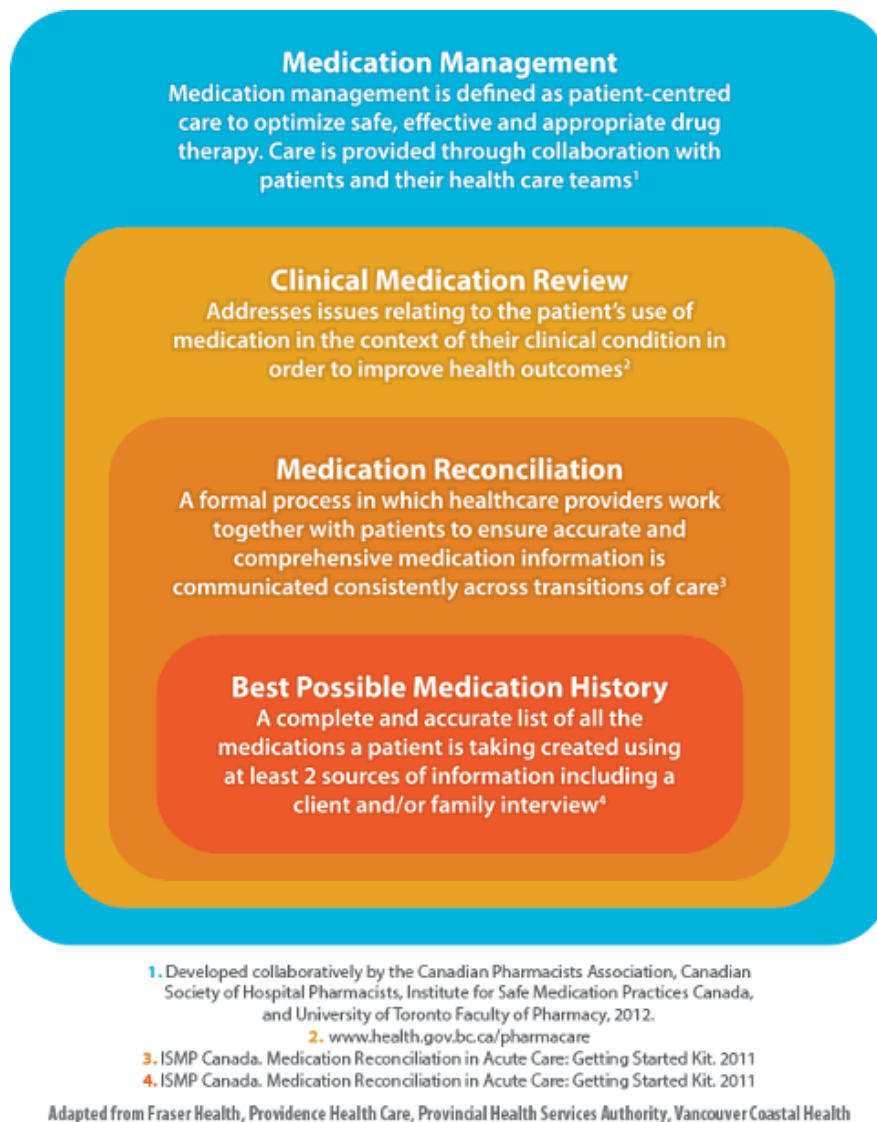 Medication Management
Medication management is defined as patient-centred
care to optimize safe, effective and appropriate drug
therapy. Care is provided through collaboration with
patients and their health care teams¹
Clinical Medication Review
Addresses issues relating to the patient's use of
medication in the context of their clinical condition in
order to improve health outcomes²
Medication Reconciliation
A formal process in which healthcare providers work
together with patients to ensure accurate and
comprehensive medication information is
communicated consistently across transitions of care³
Best Possible Medication History
A complete and accurate list of all the
medications a patient is taking created using
at least 2 sources of information including a
client and/or family interview⁴
1. Developed collaboratively by the Canadian Pharmacists Association, Canadian
Society of Hospital Pharmacists, Institute for Safe Medication Practices Canada,
and University of Toronto Faculty of Pharmacy, 2012.
2. www.health.gov.bc.ca/pharmacare
3. ISMP Canada. Medication Reconciliation in Acute Care: Getting Started Kit. 2011
4. ISMP Canada. Medication Reconciliation in Acute Care: Getting Started Kit. 2011
Adapted from Fraser Health, Providence Health Care, Provincial Health Services Authority, Vancouver Coastal Health